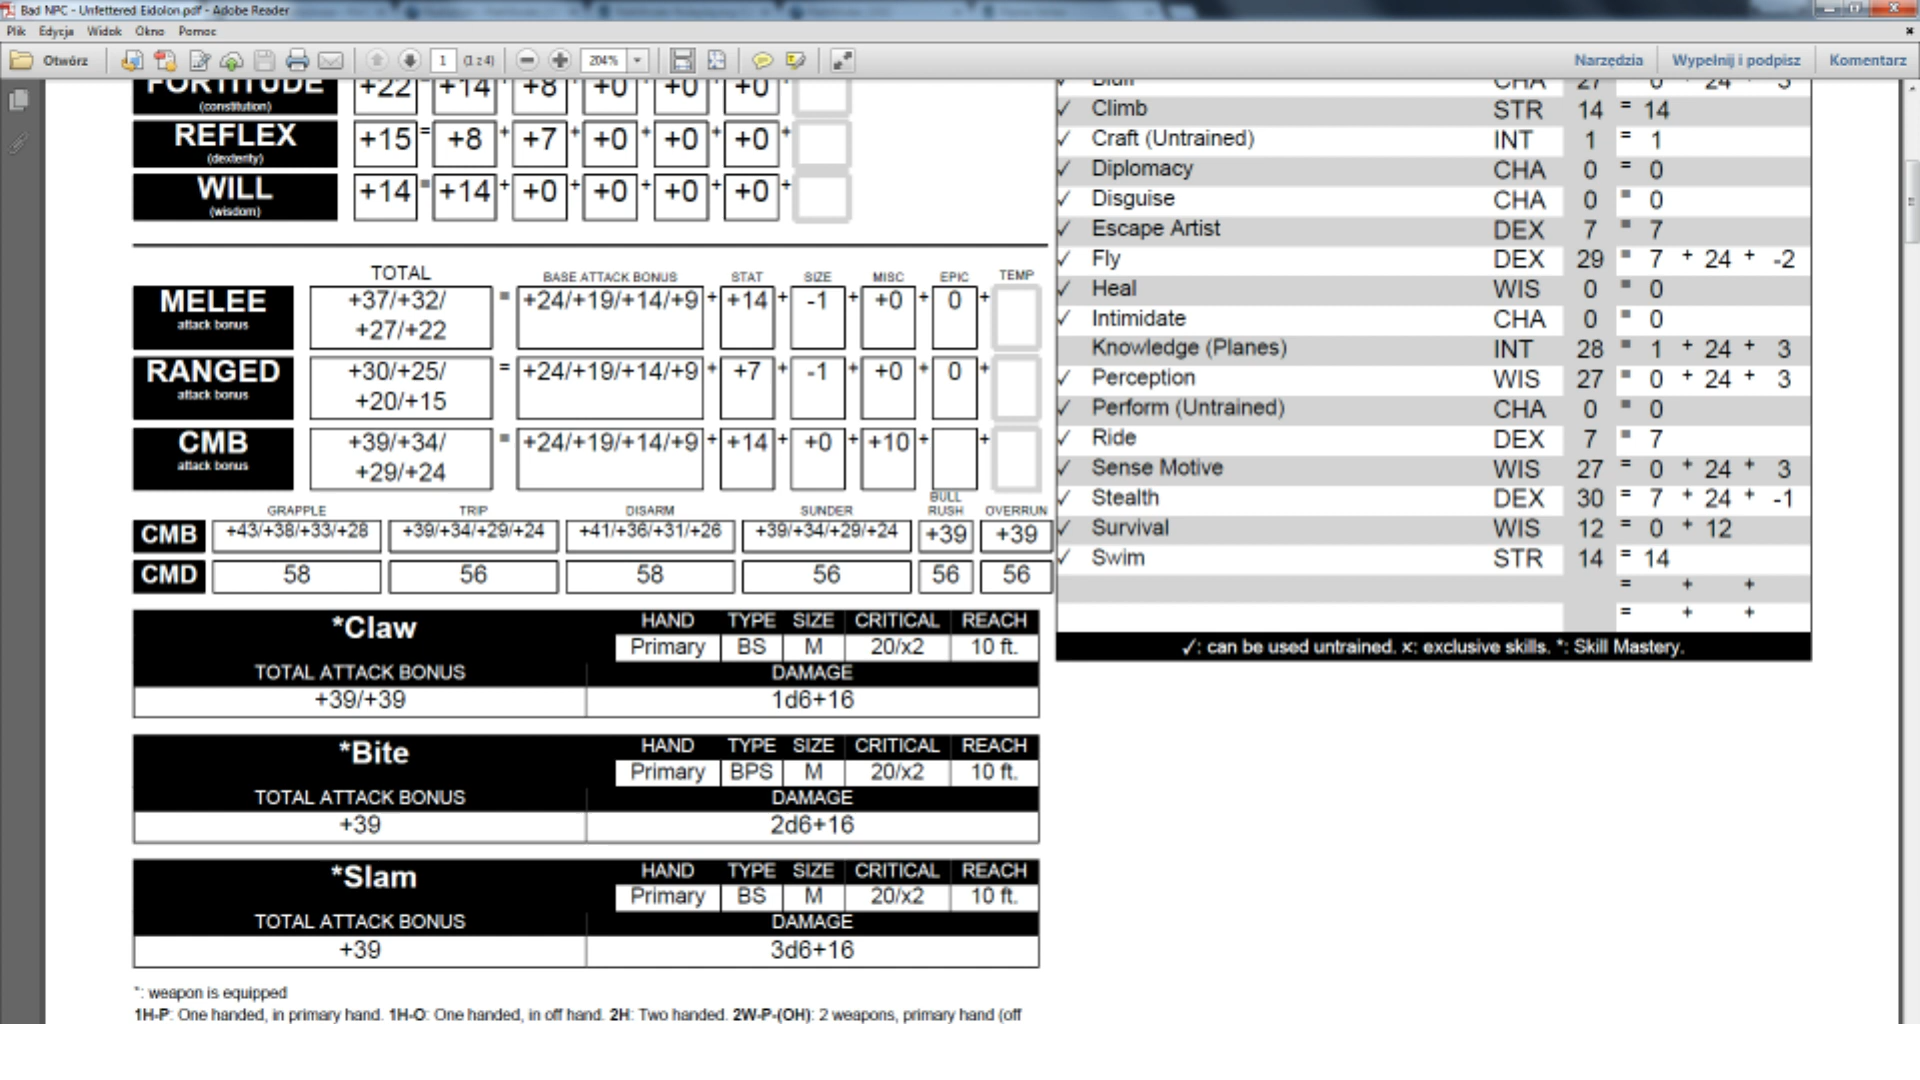 Bad NPC - Unfettered Eidolon.pdf - Adobe Reader
Plik Edycja Widok Okno Pomoc
Otwórz 1 (1 z 4) 204% Narzędzia Wypełnij i podpisz Komentarz
FORTITUDE (constitution) +22 = +14 + +8 + +0 + +0 + +0 +
REFLEX (dexterity) +15 = +8 + +7 + +0 + +0 + +0 +
WILL (wisdom) +14 = +14 + +0 + +0 + +0 + +0 +
TOTAL BASE ATTACK BONUS STAT SIZE MISC EPIC TEMP
MELEE attack bonus +37/+32/+27/+22 = +24/+19/+14/+9 + +14 + -1 + +0 + 0 +
RANGED attack bonus +30/+25/+20/+15 = +24/+19/+14/+9 + +7 + -1 + +0 + 0 +
CMB attack bonus +39/+34/+29/+24 = +24/+19/+14/+9 + +14 + +0 + +10 + +
GRAPPLE TRIP DISARM SUNDER BULL RUSH OVERRUN
CMB +43/+38/+33/+28 +39/+34/+29/+24 +41/+36/+31/+26 +39/+34/+29/+24 +39 +39
CMD 58 56 58 56 56 56
*Claw HAND TYPE SIZE CRITICAL REACH
Primary BS M 20/x2 10 ft.
TOTAL ATTACK BONUS DAMAGE
+39/+39 1d6+16
*Bite HAND TYPE SIZE CRITICAL REACH
Primary BPS M 20/x2 10 ft.
TOTAL ATTACK BONUS DAMAGE
+39 2d6+16
*Slam HAND TYPE SIZE CRITICAL REACH
Primary BS M 20/x2 10 ft.
TOTAL ATTACK BONUS DAMAGE
+39 3d6+16
*: weapon is equipped
1H-P: One handed, in primary hand. 1H-O: One handed, in off hand. 2H: Two handed. 2W-P-(OH): 2 weapons, primary hand (off
✓ Bluff CHA 27 0 + 24 + 3
✓ Climb STR 14 = 14
✓ Craft (Untrained) INT 1 = 1
✓ Diplomacy CHA 0 = 0
✓ Disguise CHA 0 = 0
✓ Escape Artist DEX 7 = 7
✓ Fly DEX 29 = 7 + 24 + -2
✓ Heal WIS 0 = 0
✓ Intimidate CHA 0 = 0
Knowledge (Planes) INT 28 = 1 + 24 + 3
✓ Perception WIS 27 = 0 + 24 + 3
✓ Perform (Untrained) CHA 0 = 0
✓ Ride DEX 7 = 7
✓ Sense Motive WIS 27 = 0 + 24 + 3
✓ Stealth DEX 30 = 7 + 24 + -1
✓ Survival WIS 12 = 0 + 12
✓ Swim STR 14 = 14
= + +
= + +
✓: can be used untrained. ×: exclusive skills. *: Skill Mastery.